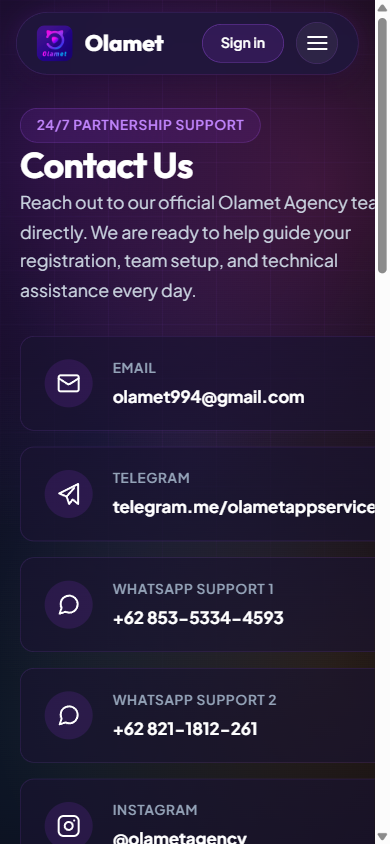 Olamet
Olamet
Sign in
24/7 PARTNERSHIP SUPPORT
Contact Us
Reach out to our official Olamet Agency tea
directly. We are ready to help guide your
registration, team setup, and technical
assistance every day.
EMAIL
olamet994@gmail.com
TELEGRAM
telegram.me/olametappservice
WHATSAPP SUPPORT 1
+62 853-5334-4593
WHATSAPP SUPPORT 2
+62 821-1812-261
INSTAGRAM
@olametagency